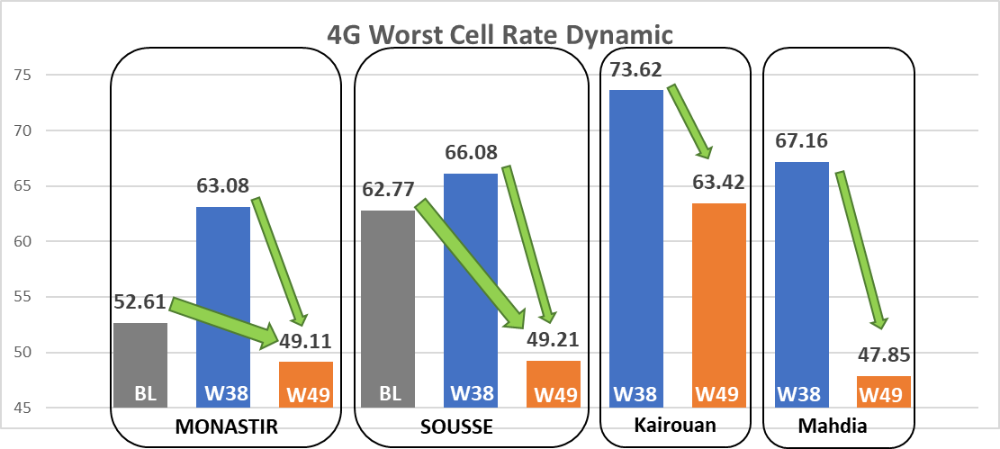 4G Worst Cell Rate Dynamic
75
70
65
60
55
50
45
52.61
63.08
49.11
BL
W38
W49
MONASTIR
62.77
66.08
49.21
BL
W38
W49
SOUSSE
73.62
63.42
W38
W49
Kairouan
67.16
47.85
W38
W49
Mahdia